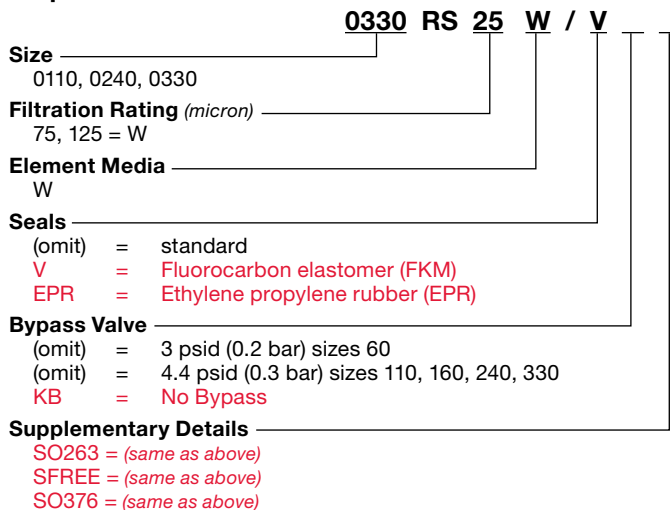 0330 RS 25 W / V
Size
0110, 0240, 0330
Filtration Rating (micron)
75, 125 = W
Element Media
W
Seals
(omit) = standard
V = Fluorocarbon elastomer (FKM)
EPR = Ethylene propylene rubber (EPR)
Bypass Valve
(omit) = 3 psid (0.2 bar) sizes 60
(omit) = 4.4 psid (0.3 bar) sizes 110, 160, 240, 330
KB = No Bypass
Supplementary Details
SO263 = (same as above)
SFREE = (same as above)
SO376 = (same as above)